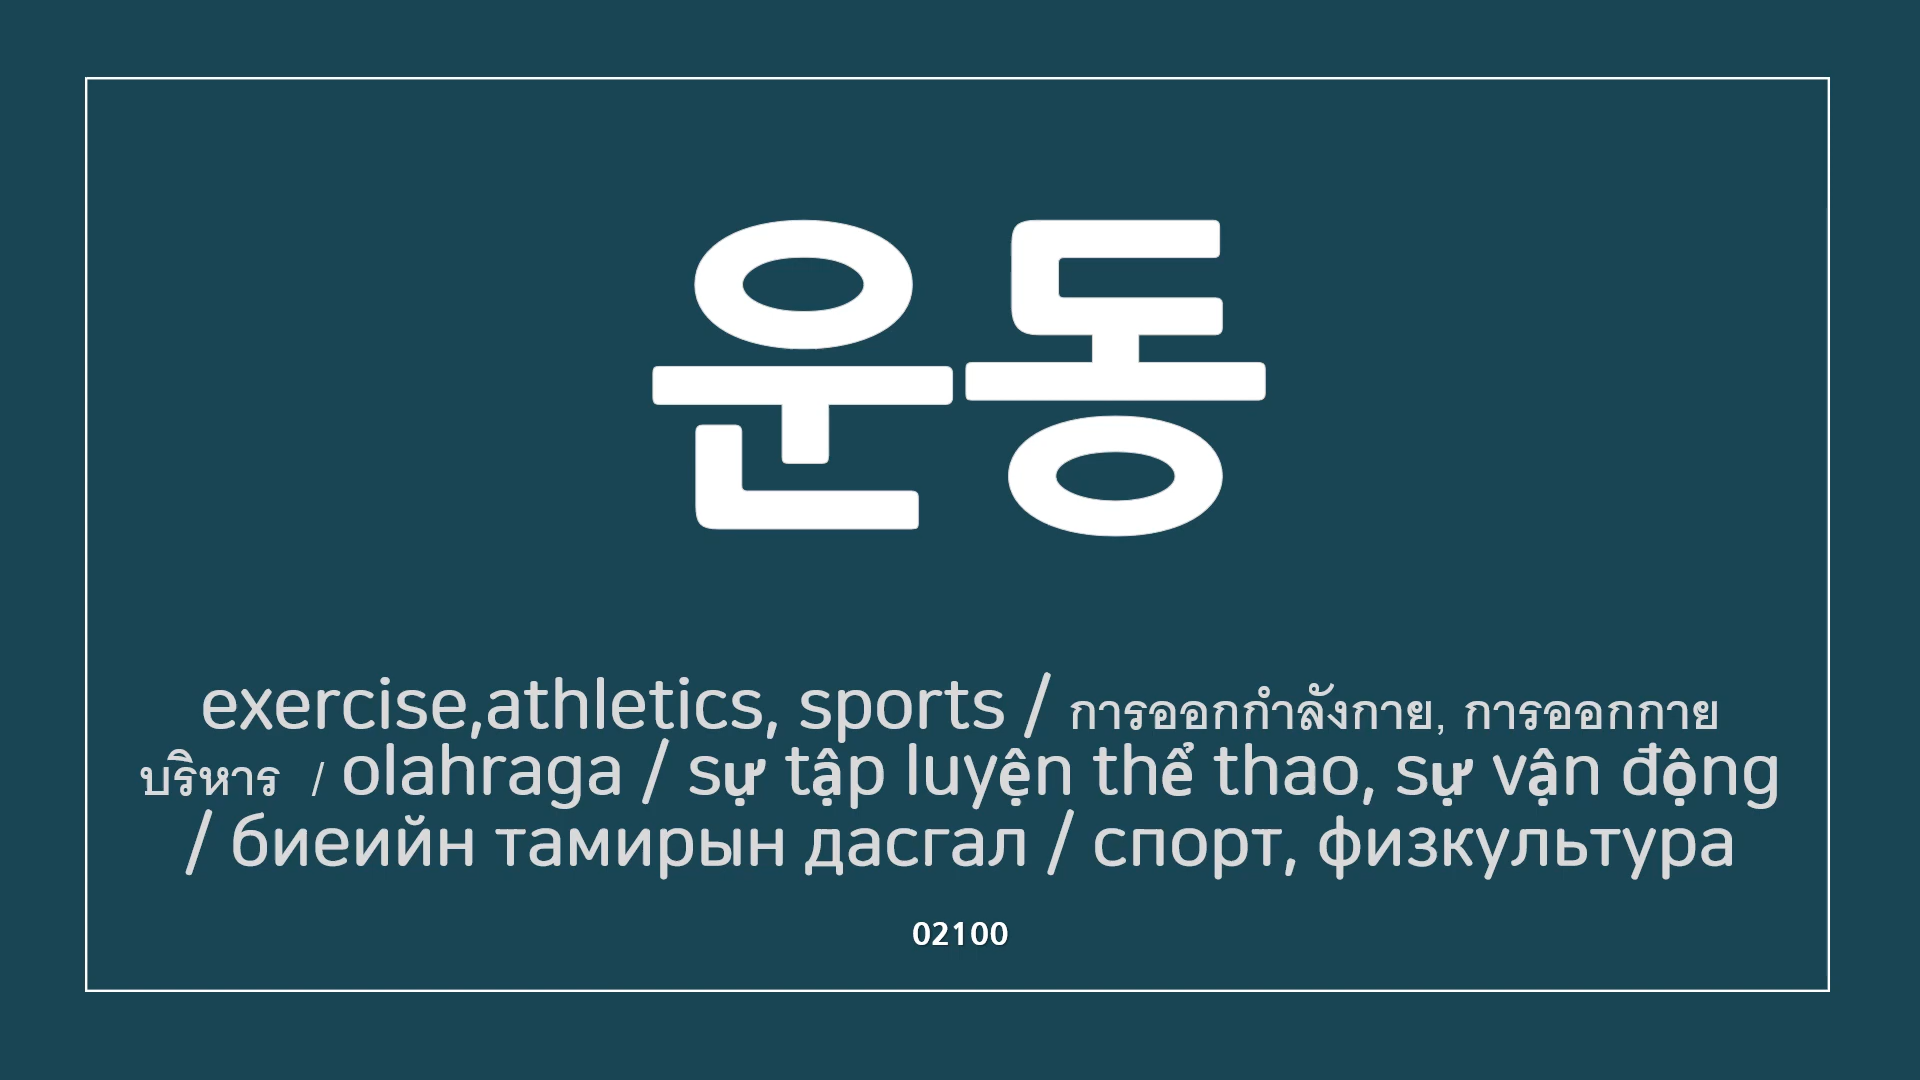 운동
exercise,athletics, sports / การออกกำลังกาย, การออกกาย
บริหาร / olahraga / sự tập luyện thể thao, sự vận động
/ биеийн тамирын дасгал / спорт, физкультура
02100